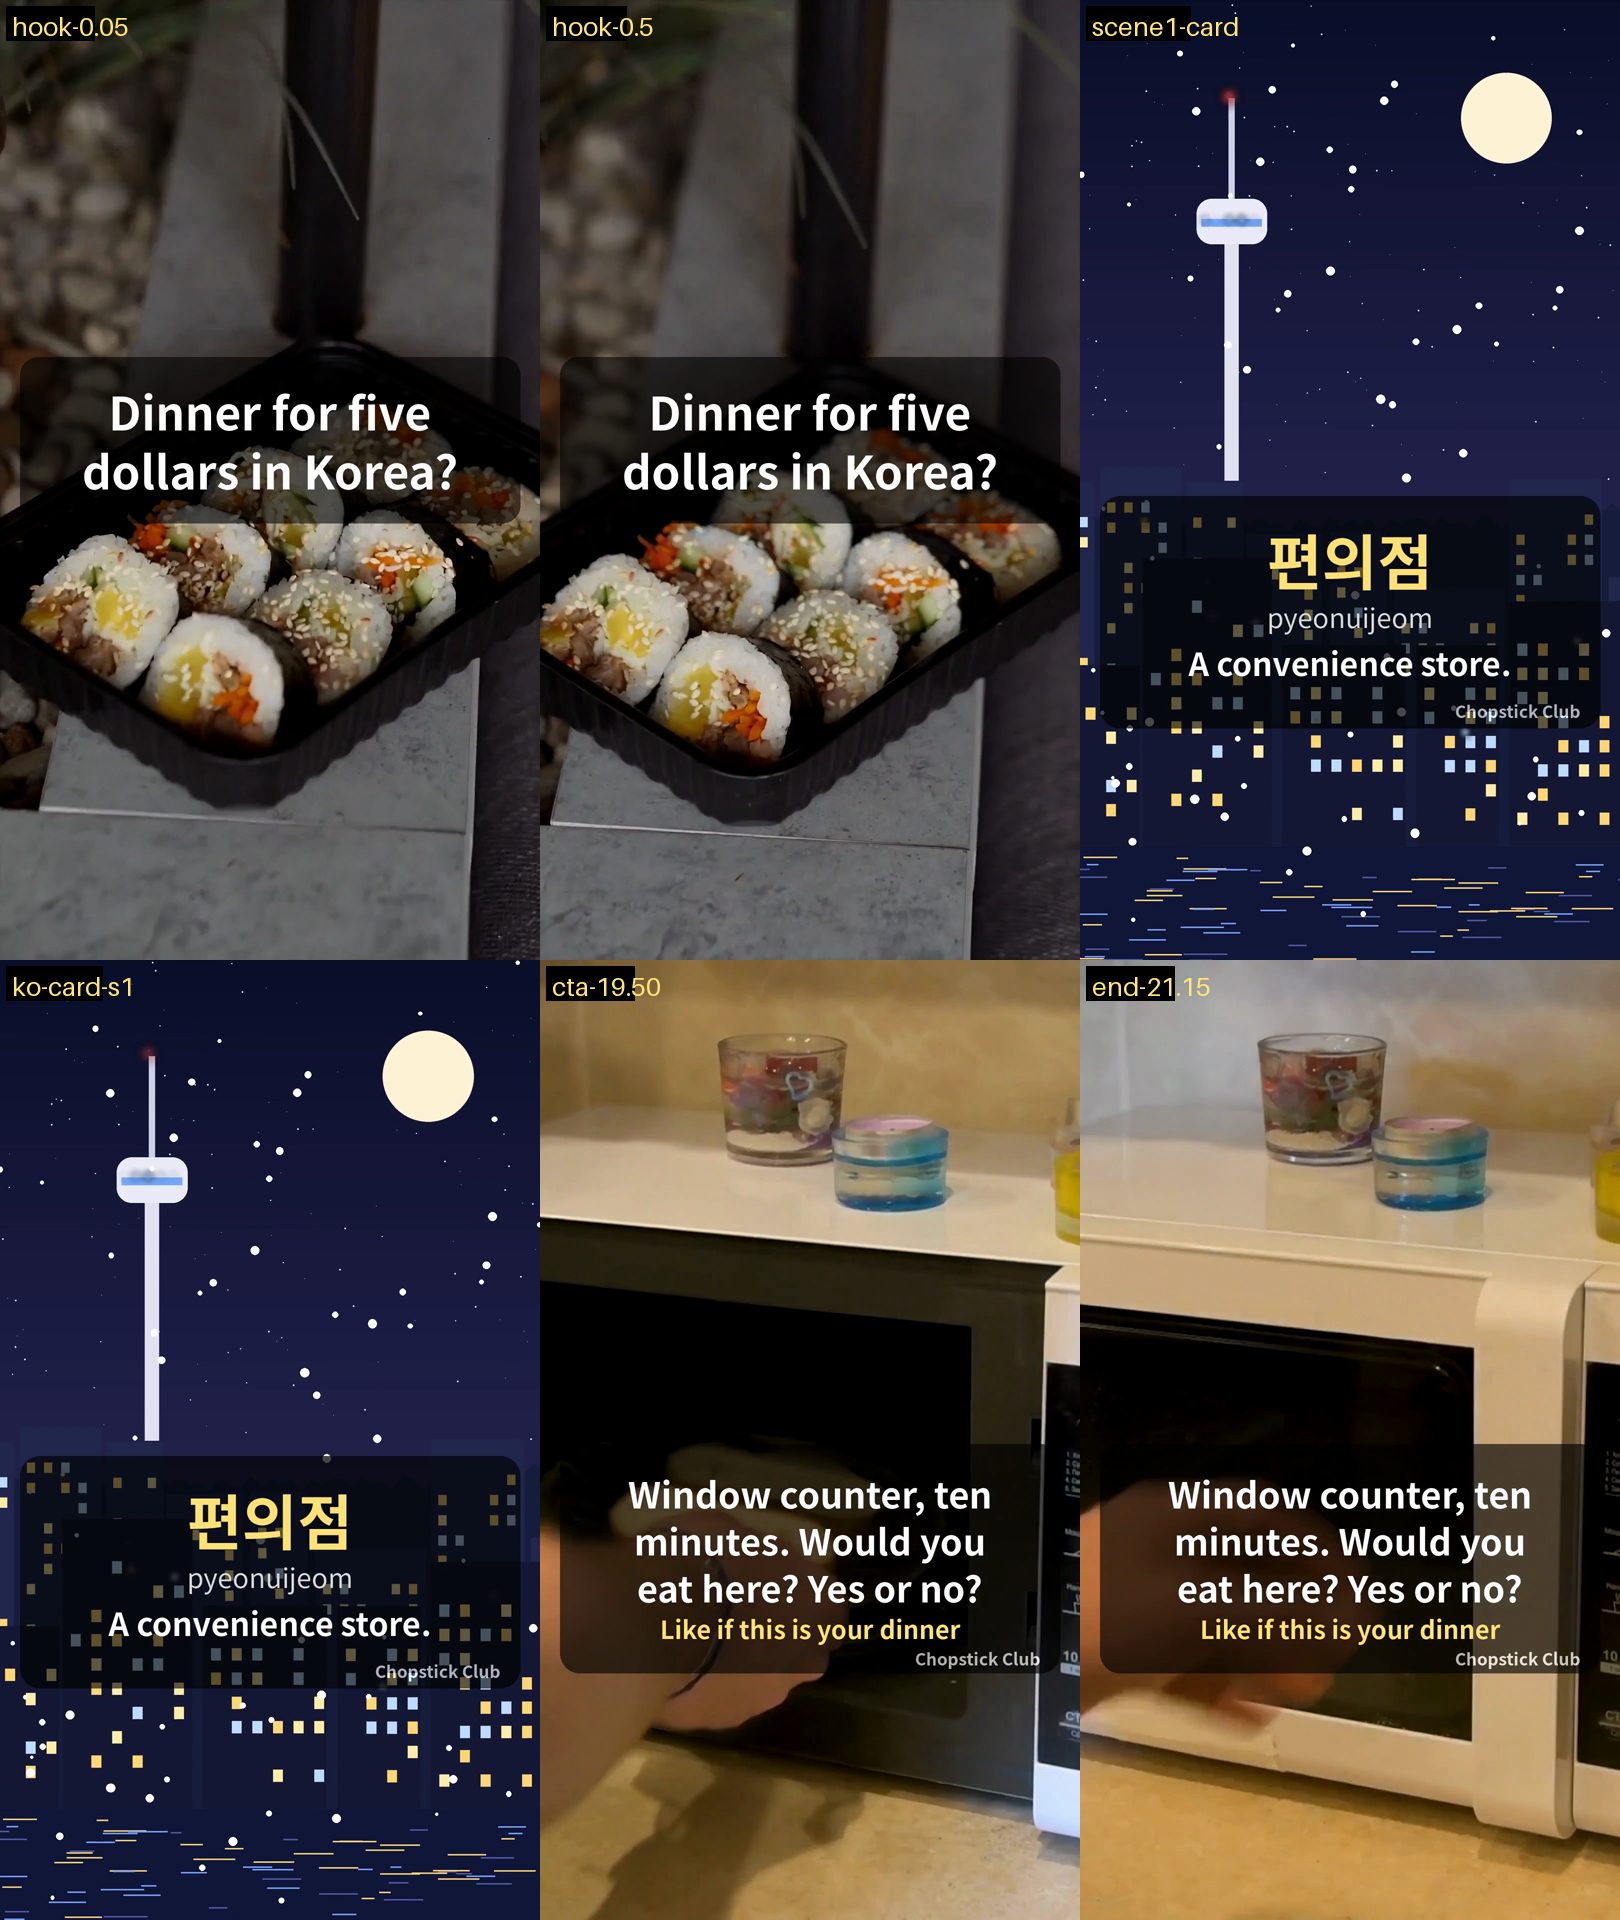 hook-0.05
Dinner for five
dollars in Korea?
hook-0.5
Dinner for five
dollars in Korea?
scene1-card
편의점
pyeonuijeom
A convenience store.
Chopstick Club
ko-card-s1
편의점
pyeonuijeom
A convenience store.
Chopstick Club
cta-19.50
Window counter, ten
minutes. Would you
eat here? Yes or no?
Like if this is your dinner
Chopstick Club
10
end-21.15
Window counter, ten
minutes. Would you
eat here? Yes or no?
Like if this is your dinner
Chopstick Club
10